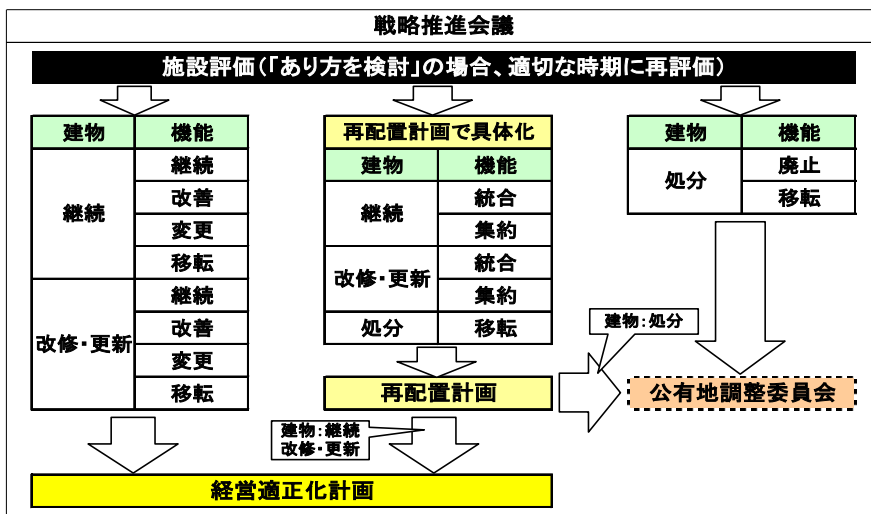 戦略推進会議
施設評価(「あり方を検討」の場合、適切な時期に再評価)
建物 機能
継続 継続
改善
変更
移転
改修・更新 継続
改善
変更
移転
再配置計画で具体化
建物 機能
継続 統合
集約
改修・更新 統合
集約
処分 移転
再配置計画
建物 機能
処分 廃止
移転
建物:処分
公有地調整委員会
建物:継続
改修・更新
経営適正化計画